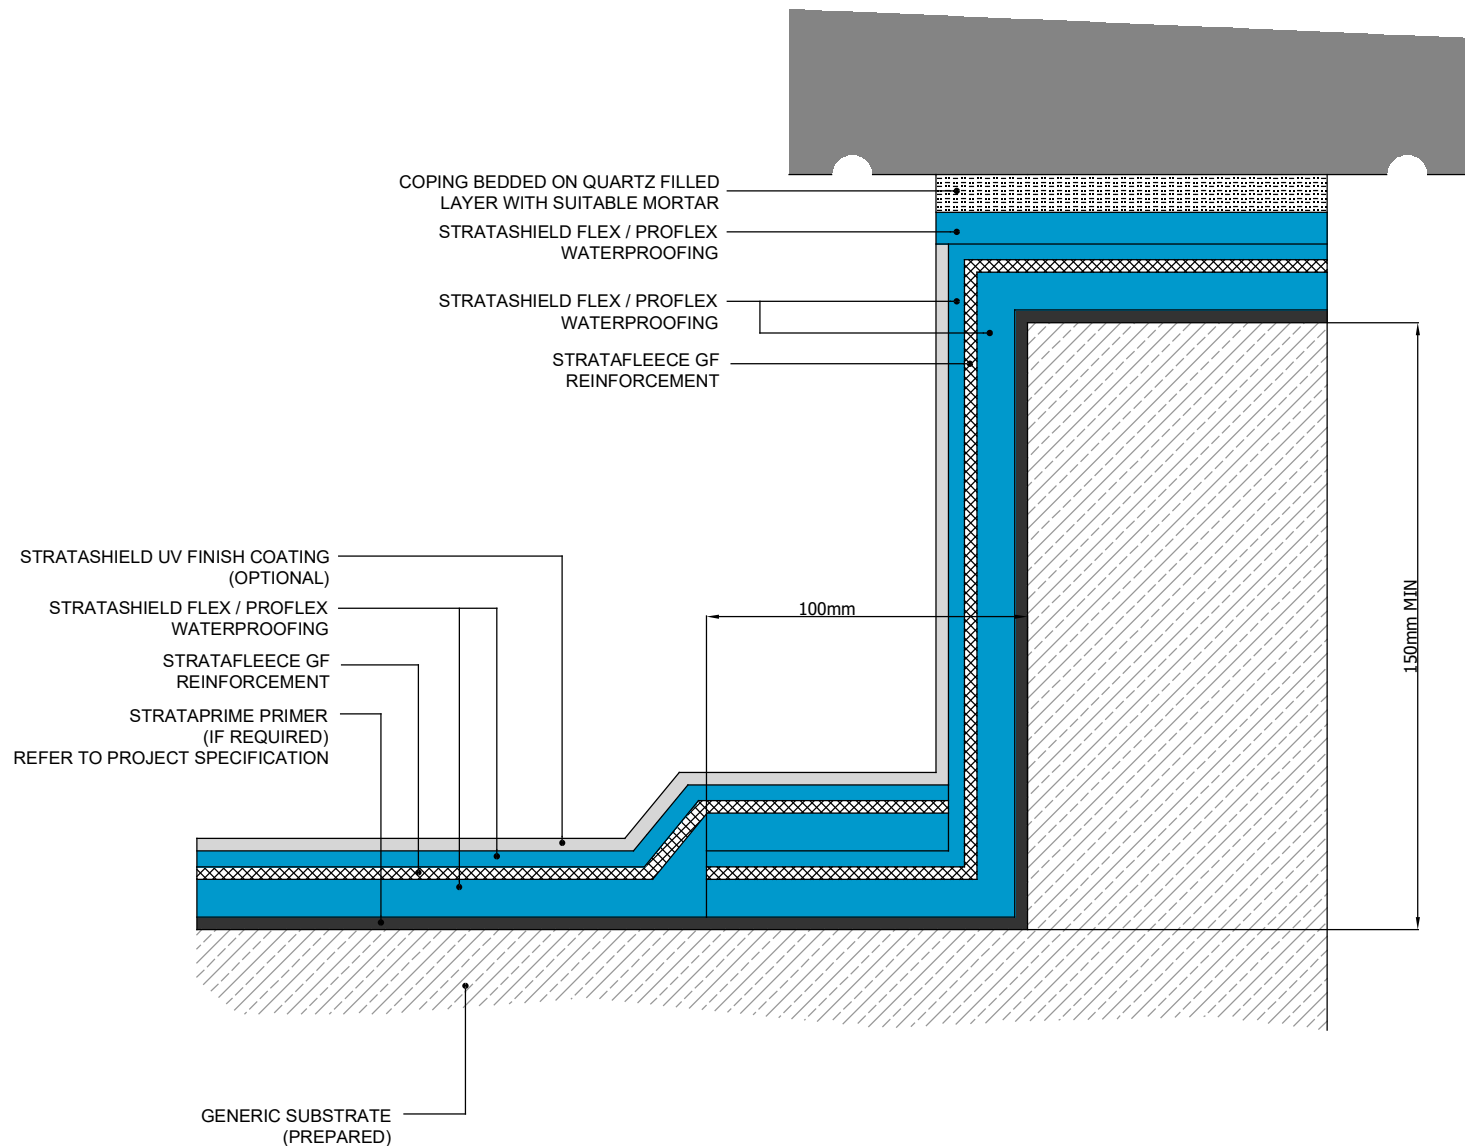 COPING BEDDED ON QUARTZ FILLED
LAYER WITH SUITABLE MORTAR
STRATASHIELD FLEX / PROFLEX
WATERPROOFING
STRATASHIELD FLEX / PROFLEX
WATERPROOFING
STRATAFLEECE GF
REINFORCEMENT
STRATASHIELD UV FINISH COATING
(OPTIONAL)
STRATASHIELD FLEX / PROFLEX
WATERPROOFING
STRATAFLEECE GF
REINFORCEMENT
STRATAPRIME PRIMER
(IF REQUIRED)
REFER TO PROJECT SPECIFICATION
100mm
150mm MIN
GENERIC SUBSTRATE
(PREPARED)